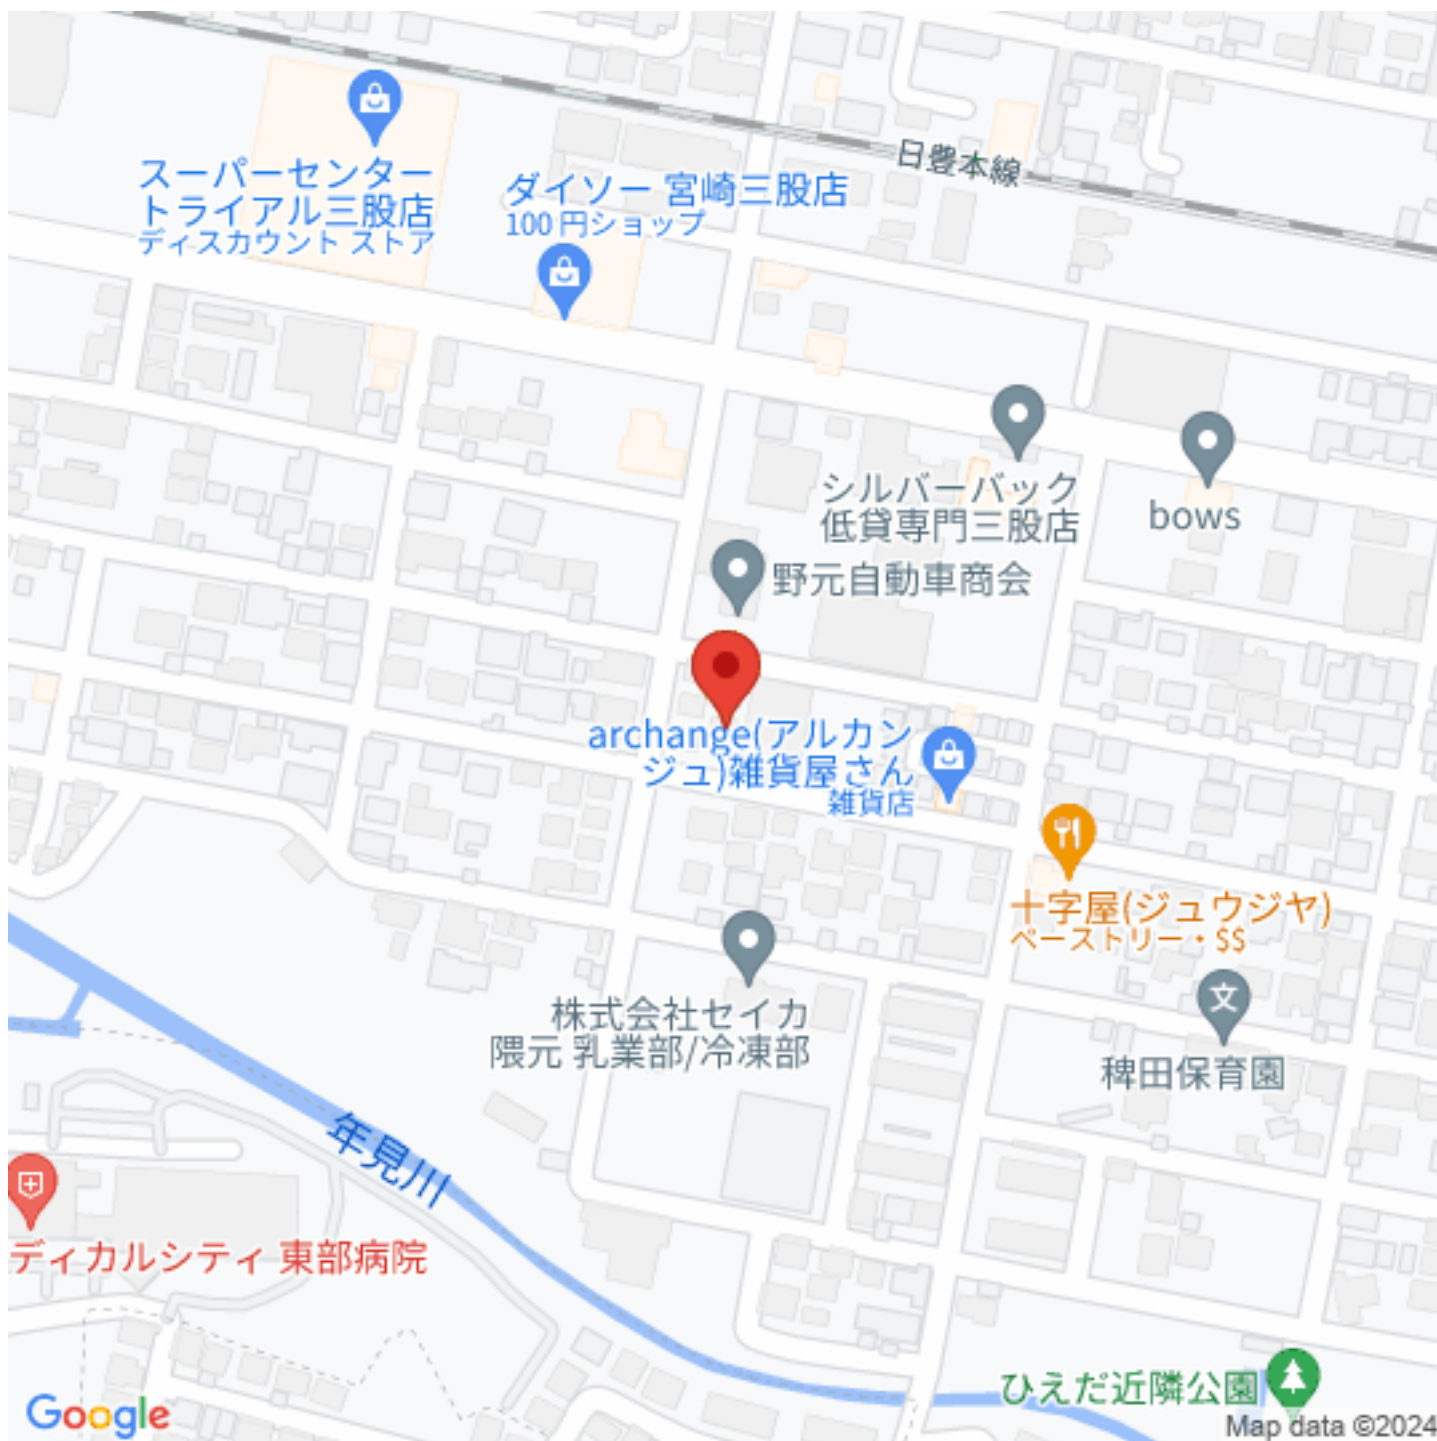 日豊本線
スーパーセンター
トライアル三股店
ディスカウント ストア
ダイソー 宮崎三股店
100 円ショップ
シルバーバック
低貸専門三股店
bows
野元自動車商会
archange(アルカン
ジュ)雑貨屋さん
雑貨店
十字屋(ジュウジヤ)
ペーストリー・$$
株式会社セイカ
隈元 乳業部/冷凍部
文
稗田保育園
年見川
ディカルシティ 東部病院
ひえだ近隣公園
Google
Map data ©2024